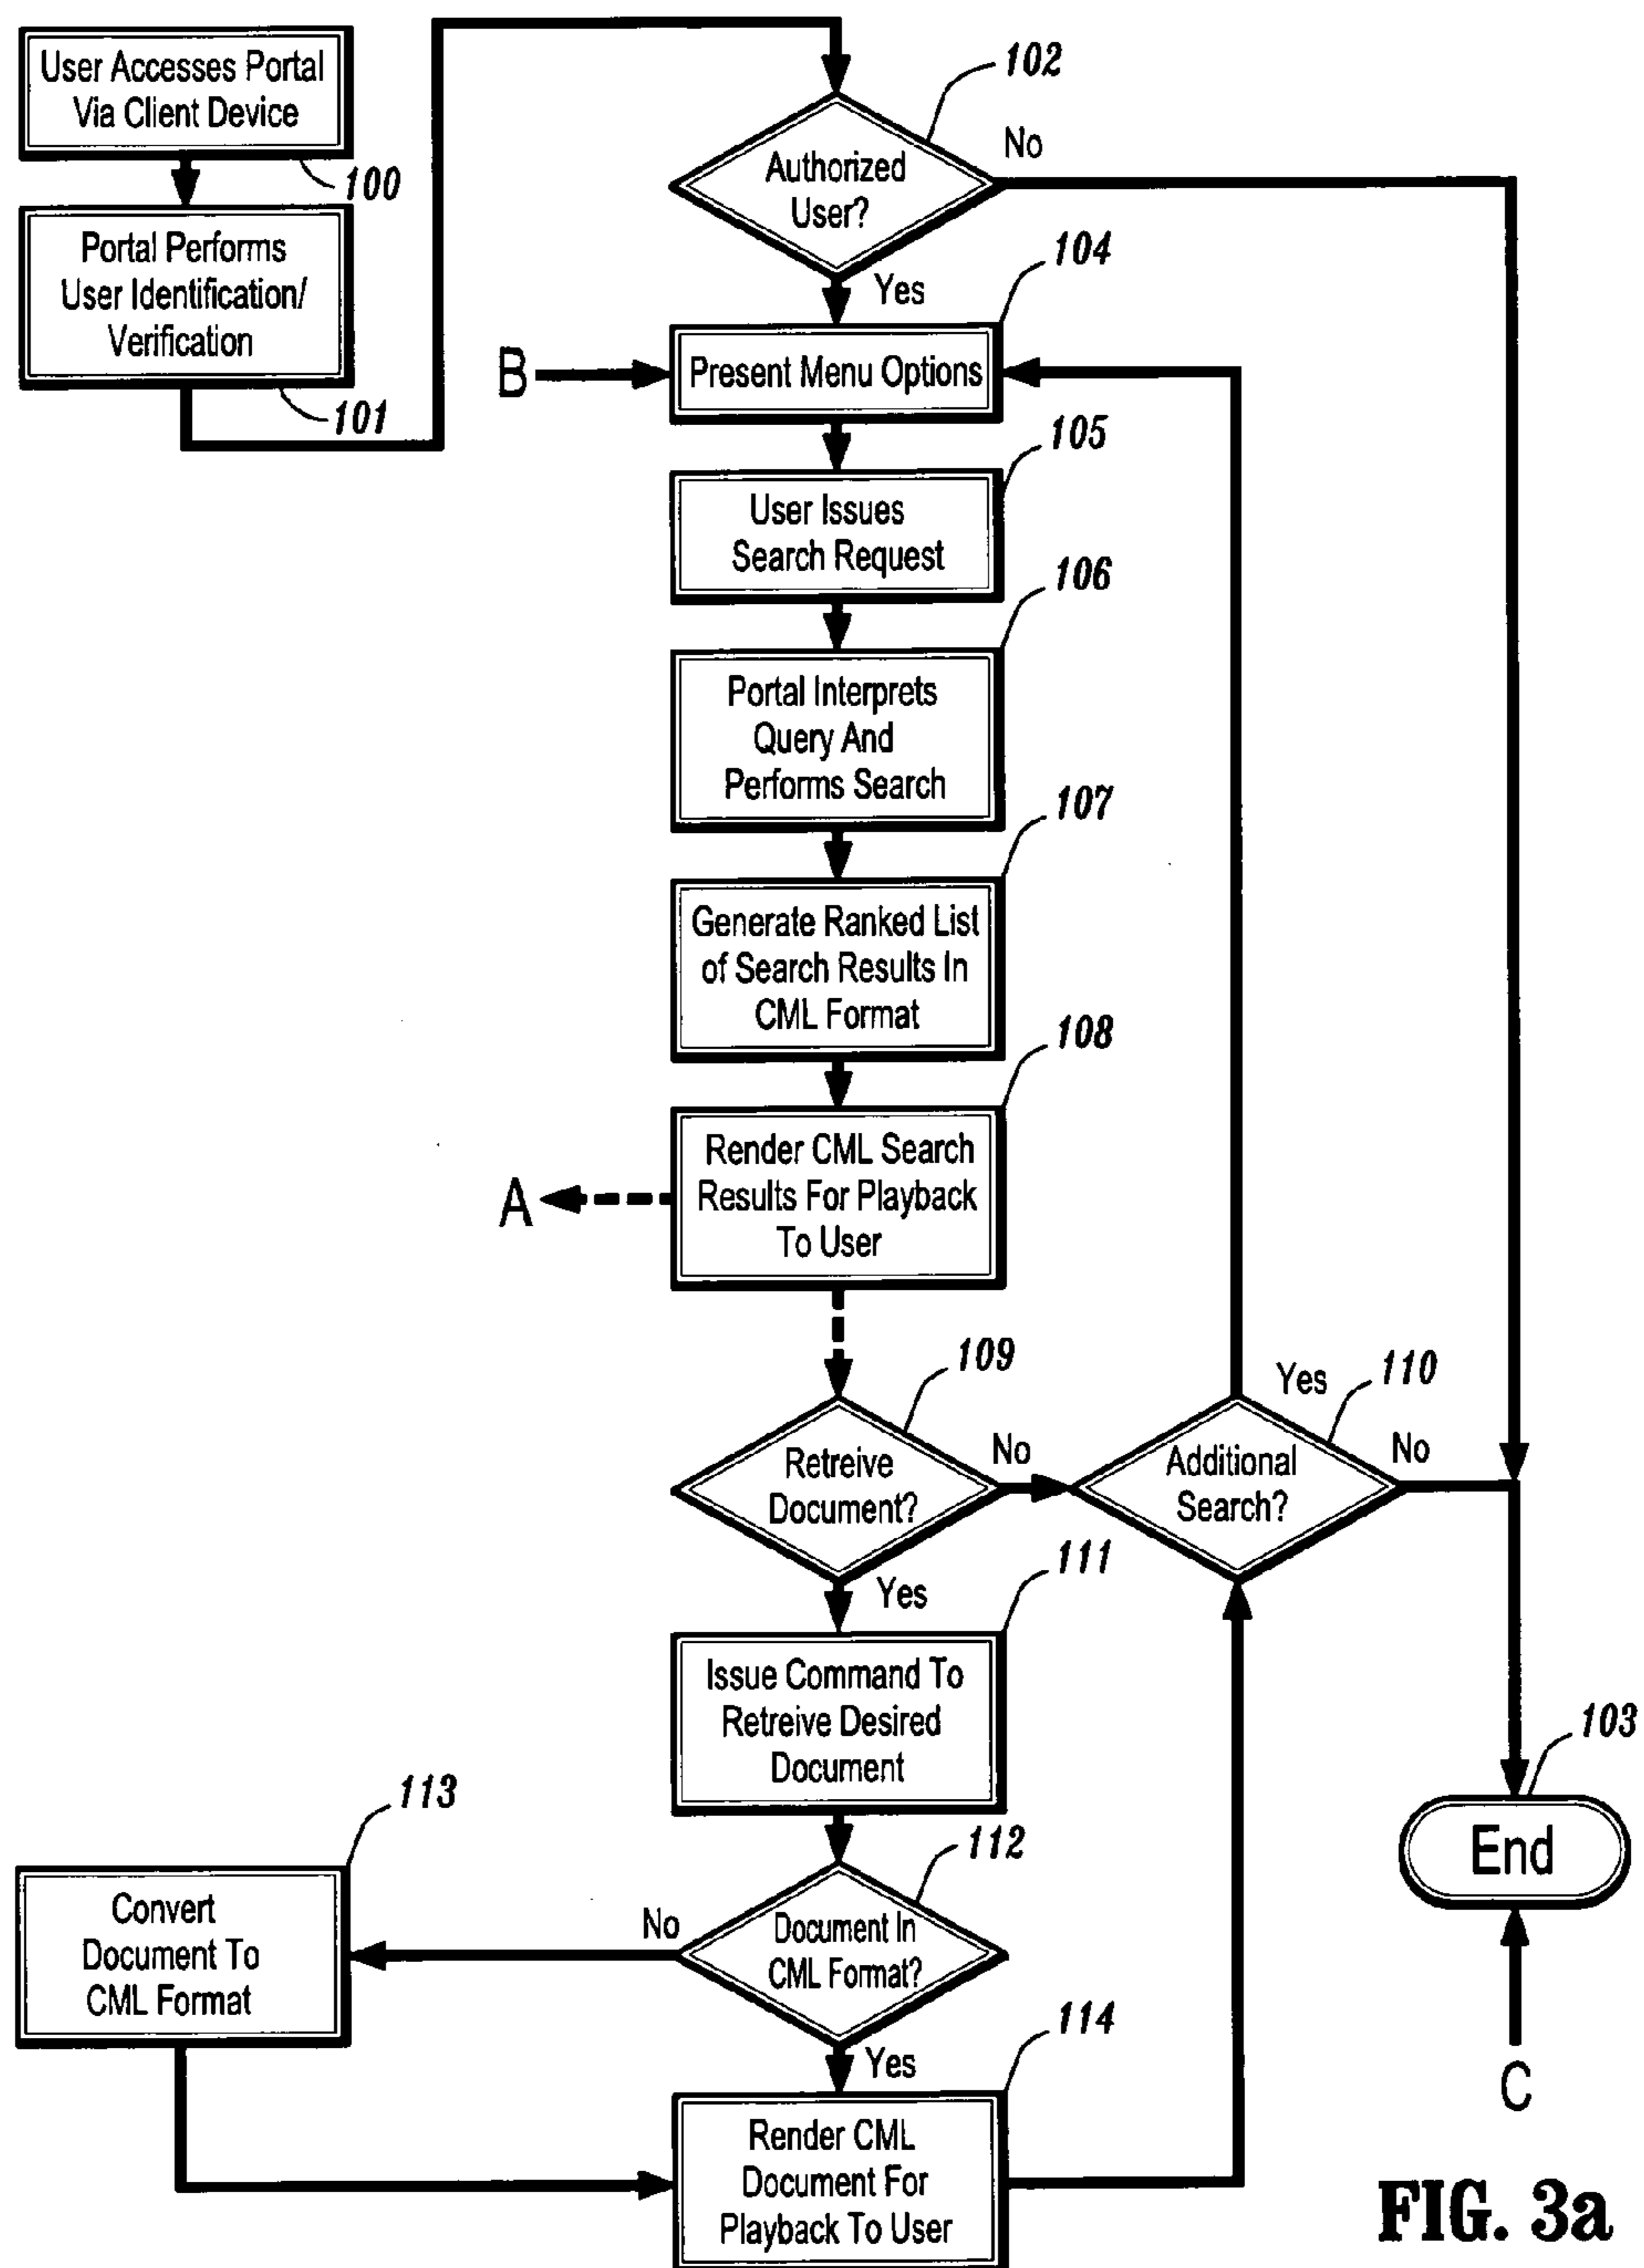 User Accesses Portal
Via Client Device
100
Portal Performs
User Identification/
Verification
101
102
Authorized
User?
No
Yes
104
B
Present Menu Options
105
User Issues
Search Request
106
Portal Interprets
Query And
Performs Search
107
Generate Ranked List
of Search Results In
CML Format
108
Render CML Search
Results For Playback
To User
A
109
Retreive
Document?
No
Yes
110
Additional
Search?
Yes
No
111
Issue Command To
Retreive Desired
Document
103
End
C
112
Document In
CML Format?
No
Yes
113
Convert
Document To
CML Format
114
Render CML
Document For
Playback To User
FIG. 3a